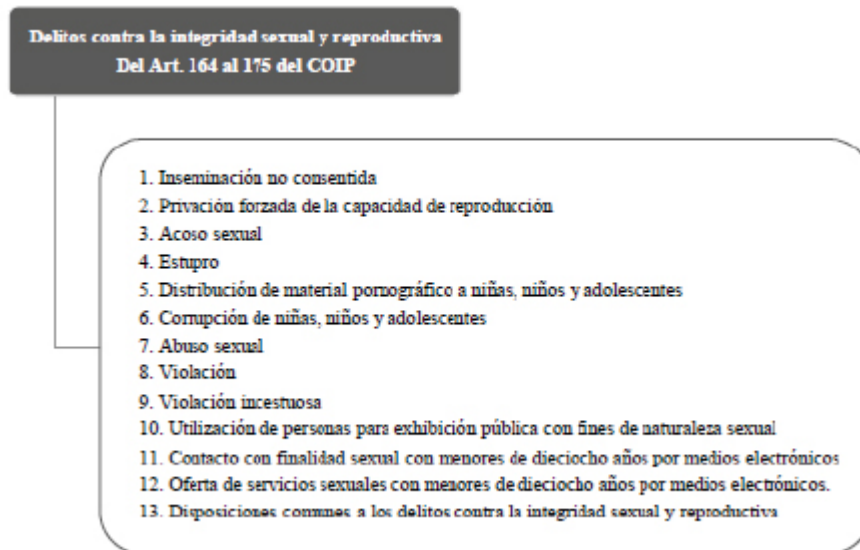 Delitos contra la integridad sexual y reproductiva
Del Art. 164 al 175 del COIP
1. Inseminación no consentida
2. Privación forzada de la capacidad de reproducción
3. Acoso sexual
4. Estupro
5. Distribución de material pornográfico a niñas, niños y adolescentes
6. Corrupción de niñas, niños y adolescentes
7. Abuso sexual
8. Violación
9. Violación incestuosa
10. Utilización de personas para exhibición pública con fines de naturaleza sexual
11. Contacto con finalidad sexual con menores de dieciocho años por medios electrónicos
12. Oferta de servicios sexuales con menores de dieciocho años por medios electrónicos.
13. Disposiciones comunes a los delitos contra la integridad sexual y reproductiva